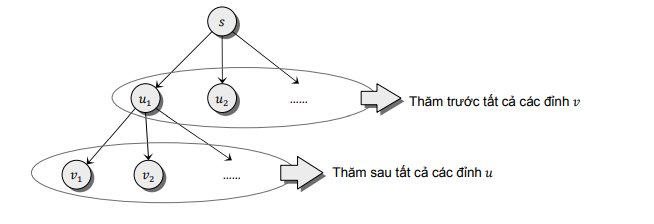 s
u₁ u₂ ...... Thăm trước tất cả các đỉnh v
v₁ v₂ ...... Thăm sau tất cả các đỉnh u